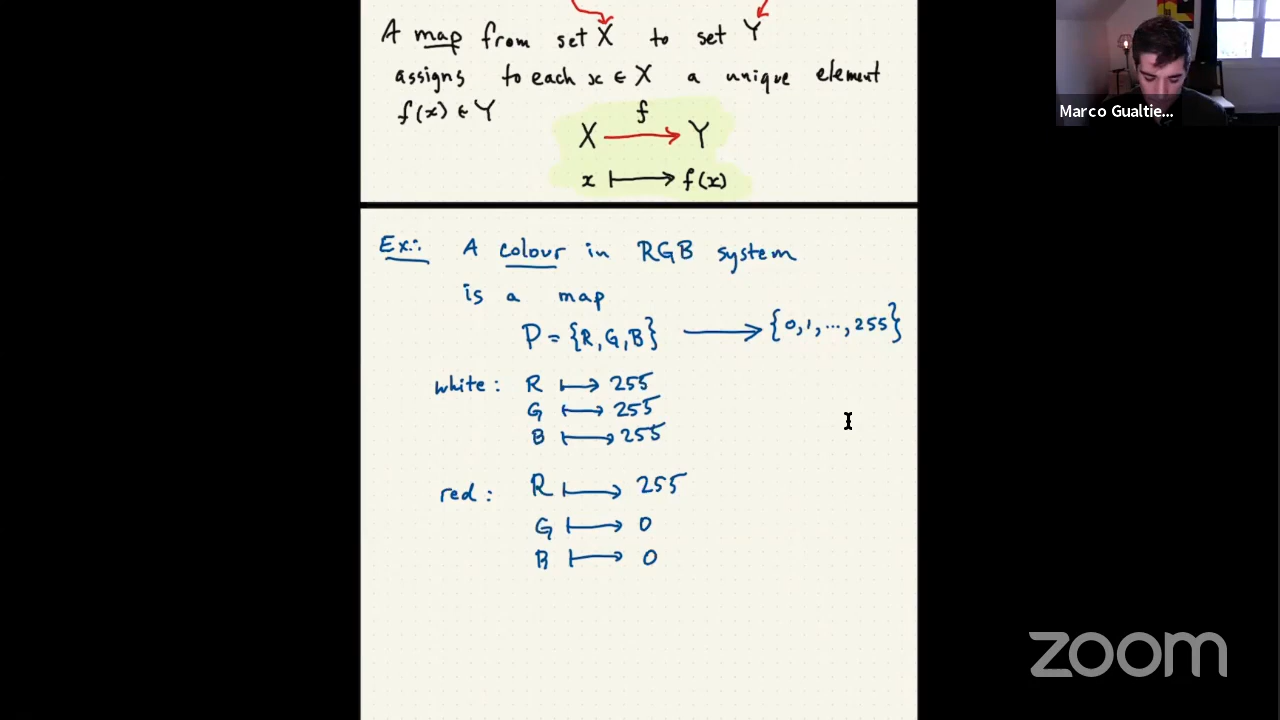 A map from set X to set Y
assigns to each x ∈ X a unique element
f(x) ∈ Y
f
X ⟶ Y
x ⟼ f(x)
Ex.: A colour in RGB system
is a map
P = {R, G, B} ⟶ {0, 1, ..., 255}
white: R ⟼ 255
G ⟼ 255
B ⟼ 255
red: R ⟼ 255
G ⟼ 0
B ⟼ 0
Marco Gualtie...
zoom